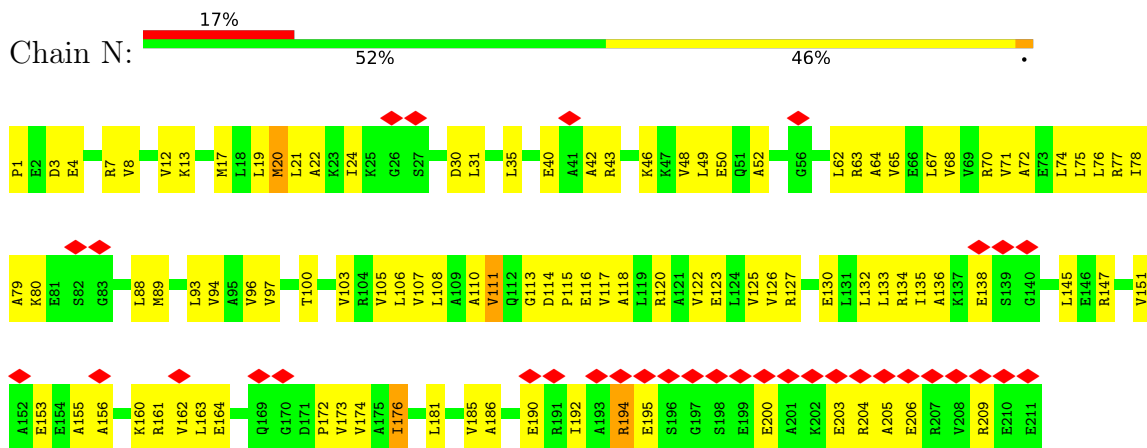 17%
Chain N:
52% 46% •
P1 E2 D3 E4 R7 V8 V12 K13 M17 L18 L19 M20 L21 A22 K23 I24 K25 G26 S27 D30 L31 L35 E40 A41 A42 R43 K46 K47 V48 L49 E50 Q51 A52 G56 L62 R63 A64 V65 E66 L67 V68 V69 R70 V71 A72 E73 L74 L75 L76 R77 I78
A79 K80 E81 S82 G83 L88 M89 L93 V94 A95 V96 V97 T100 V103 R104 V105 L106 V107 L108 A109 A110 V111 Q112 G113 D114 P115 E116 V117 A118 L119 R120 A121 V122 E123 L124 V125 V126 R127 E130 L131 L132 L133 R134 I135 A136 K137 E138 S139 G140 L145 E146 R147 V151
A152 E153 E154 A155 A156 K160 R161 V162 L163 E164 Q169 G170 D171 P172 V173 V174 A175 I176 L181 V185 A186 E190 R191 I192 A193 R194 E195 S196 G197 S198 E199 E200 A201 K202 E203 R204 A205 E206 R207 V208 R209 E210 E211